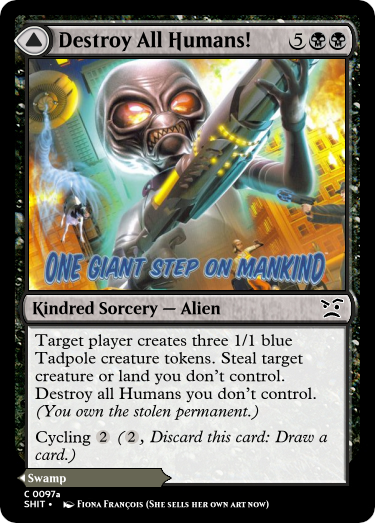 Destroy All Humans! 5
ONE GIANT STEP ON MANKIND
Kindred Sorcery — Alien
Target player creates three 1/1 blue
Tadpole creature tokens. Steal target
creature or land you don't control.
Destroy all Humans you don't control.
(You own the stolen permanent.)
Cycling 2 (2, Discard this card: Draw a
card.)
Swamp
C 0097a
SHIT • Fiona François (She sells her own art now)